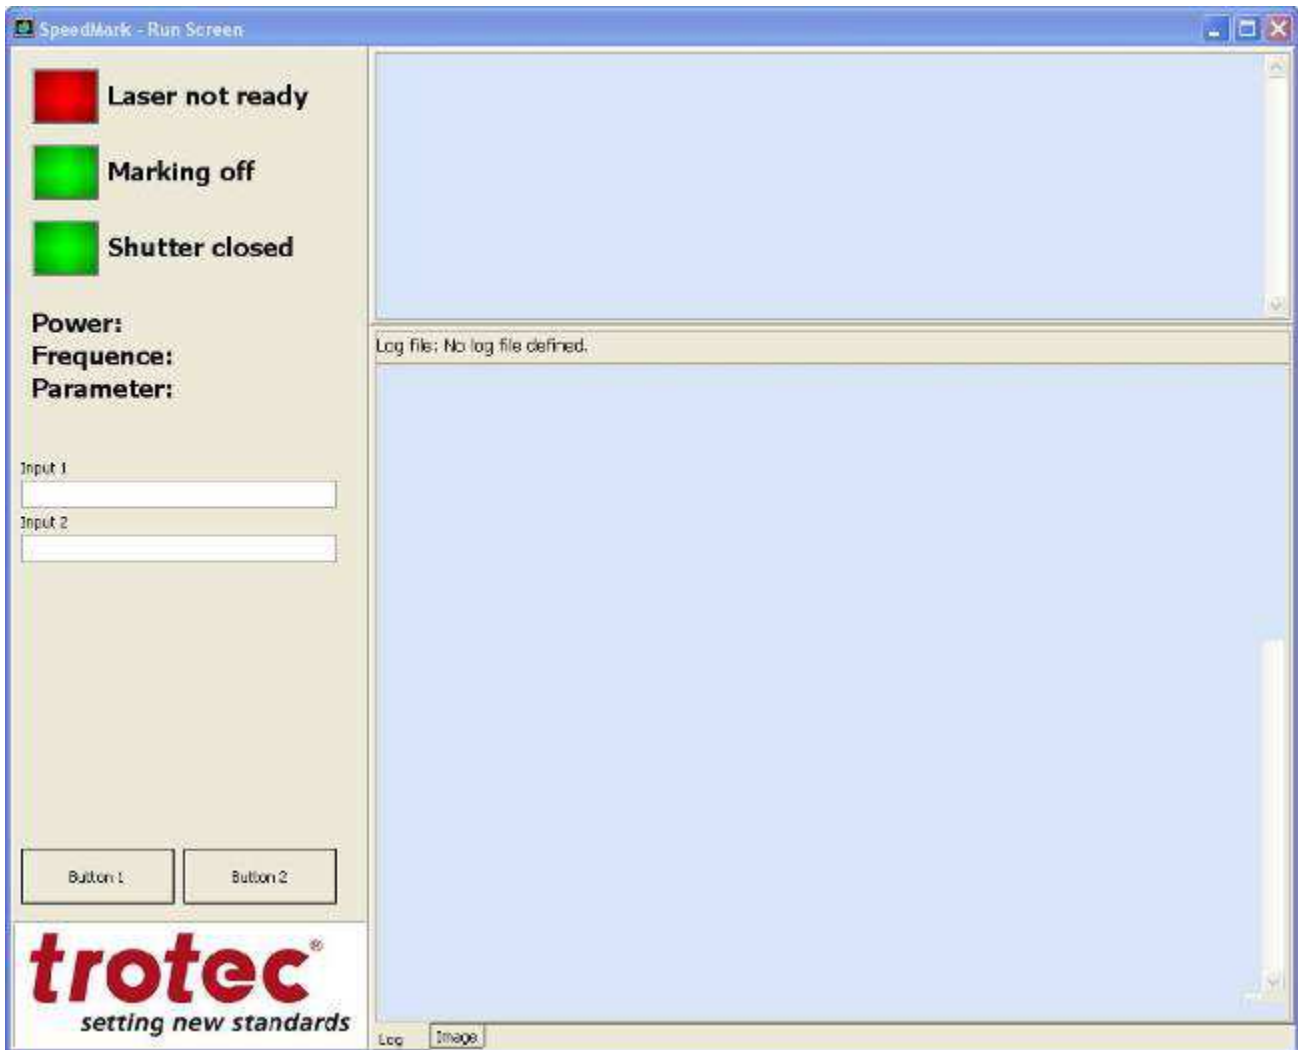 SpeedMark - Run Screen
Laser not ready
Marking off
Shutter closed
Power:
Frequence:
Parameter:
Input 1
Input 2
Button 1
Button 2
trotec®
setting new standards
Log file: No log file defined.
Log
Image